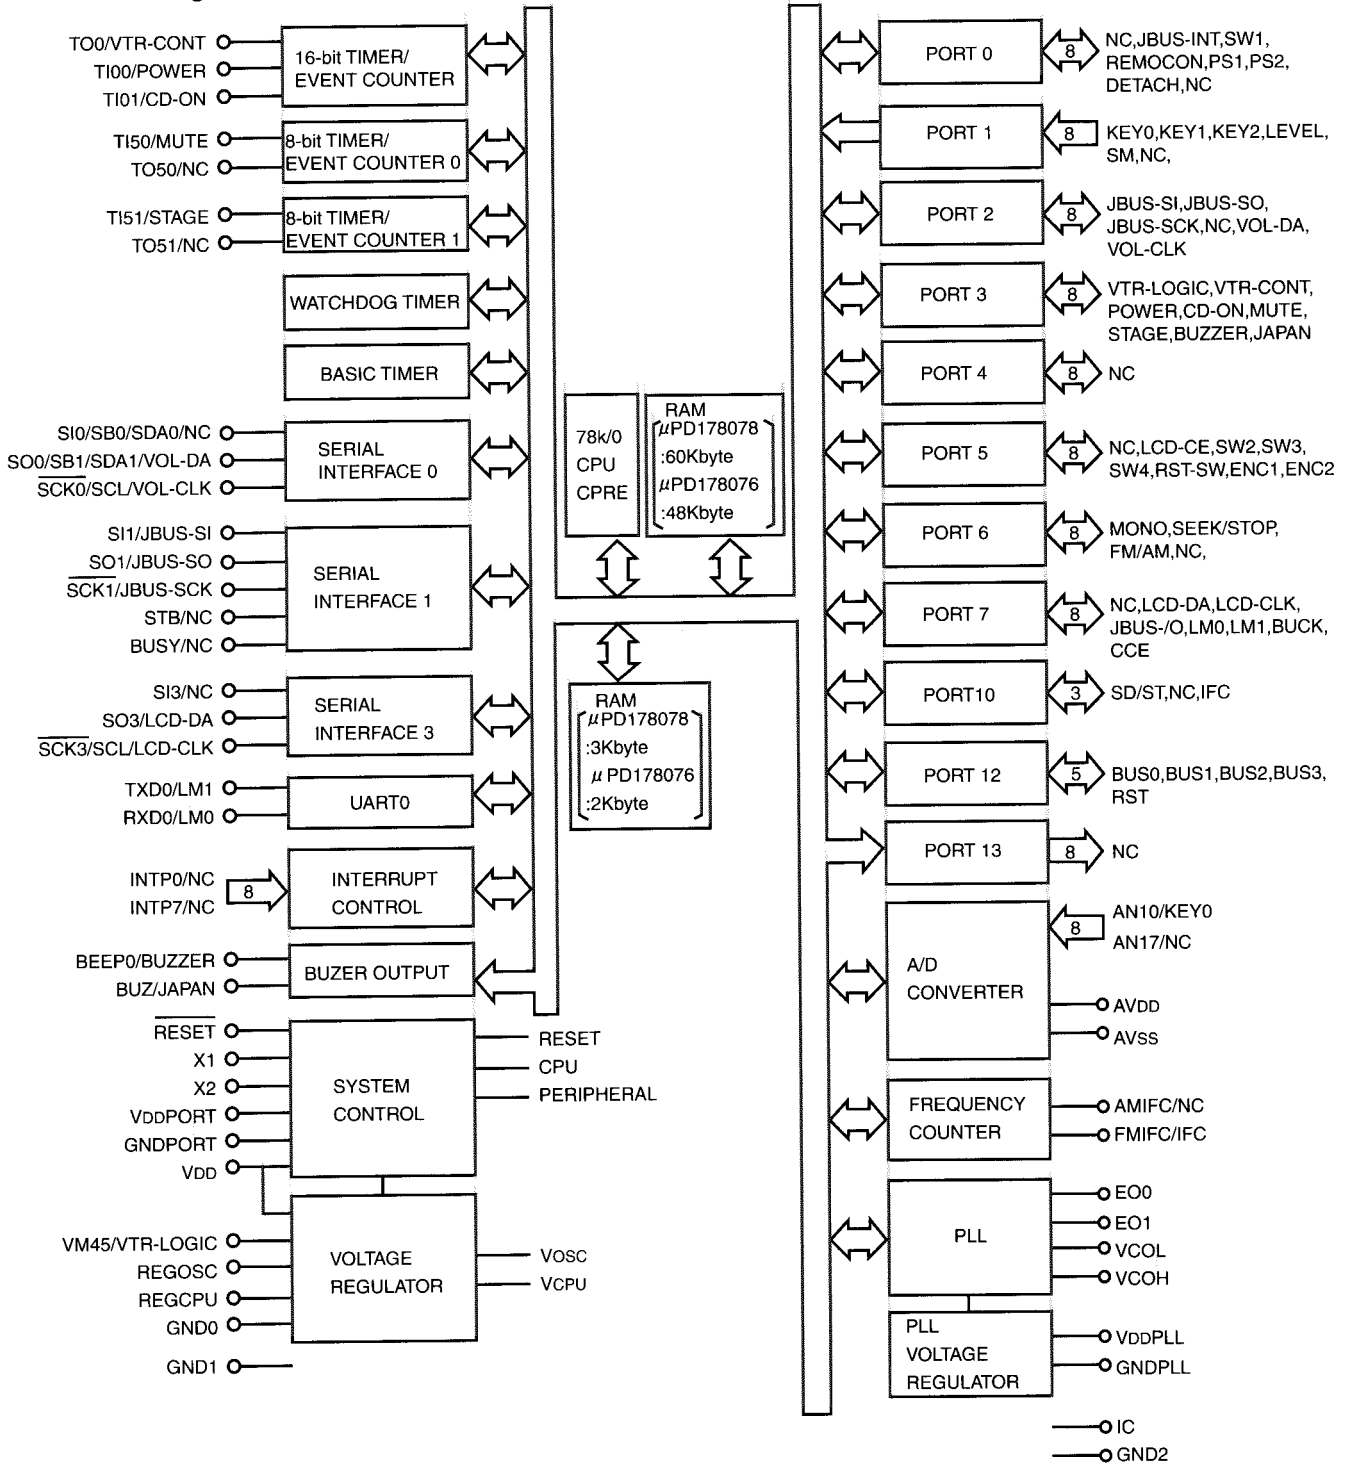 TO0/VTR-CONT
TI00/POWER
TI01/CD-ON
16-bit TIMER/
EVENT COUNTER
TI50/MUTE
TO50/NC
8-bit TIMER/
EVENT COUNTER 0
TI51/STAGE
TO51/NC
8-bit TIMER/
EVENT COUNTER 1
WATCHDOG TIMER
BASIC TIMER
SI0/SB0/SDA0/NC
SO0/SB1/SDA1/VOL-DA
SCK0/SCL/VOL-CLK
SERIAL
INTERFACE 0
SI1/JBUS-SI
SO1/JBUS-SO
SCK1/JBUS-SCK
STB/NC
BUSY/NC
SERIAL
INTERFACE 1
SI3/NC
SO3/LCD-DA
SCK3/SCL/LCD-CLK
SERIAL
INTERFACE 3
TXD0/LM1
RXD0/LM0
UART0
INTP0/NC
INTP7/NC
8
INTERRUPT
CONTROL
BEEP0/BUZZER
BUZ/JAPAN
BUZER OUTPUT
RESET
X1
X2
VDDPORT
GNDPORT
VDD
SYSTEM
CONTROL
RESET
CPU
PERIPHERAL
VM45/VTR-LOGIC
REGOSC
REGCPU
GND0
GND1
VOLTAGE
REGULATOR
VOSC
VCPU
78k/0
CPU
CPRE
RAM
μPD178078
:60Kbyte
μPD178076
:48Kbyte
RAM
μPD178078
:3Kbyte
μPD178076
:2Kbyte
PORT 0
8
NC,JBUS-INT,SW1,
REMOCON,PS1,PS2,
DETACH,NC
PORT 1
8
KEY0,KEY1,KEY2,LEVEL,
SM,NC,
PORT 2
8
JBUS-SI,JBUS-SO,
JBUS-SCK,NC,VOL-DA,
VOL-CLK
PORT 3
8
VTR-LOGIC,VTR-CONT,
POWER,CD-ON,MUTE,
STAGE,BUZZER,JAPAN
PORT 4
8
NC
PORT 5
8
NC,LCD-CE,SW2,SW3,
SW4,RST-SW,ENC1,ENC2
PORT 6
8
MONO,SEEK/STOP,
FM/AM,NC,
PORT 7
8
NC,LCD-DA,LCD-CLK,
JBUS-/O,LM0,LM1,BUCK,
CCE
PORT10
3
SD/ST,NC,IFC
PORT 12
5
BUS0,BUS1,BUS2,BUS3,
RST
PORT 13
8
NC
A/D
CONVERTER
8
AN10/KEY0
AN17/NC
AVDD
AVSS
FREQUENCY
COUNTER
AMIFC/NC
FMIFC/IFC
PLL
EO0
EO1
VCOL
VCOH
PLL
VOLTAGE
REGULATOR
VDDPLL
GNDPLL
IC
GND2